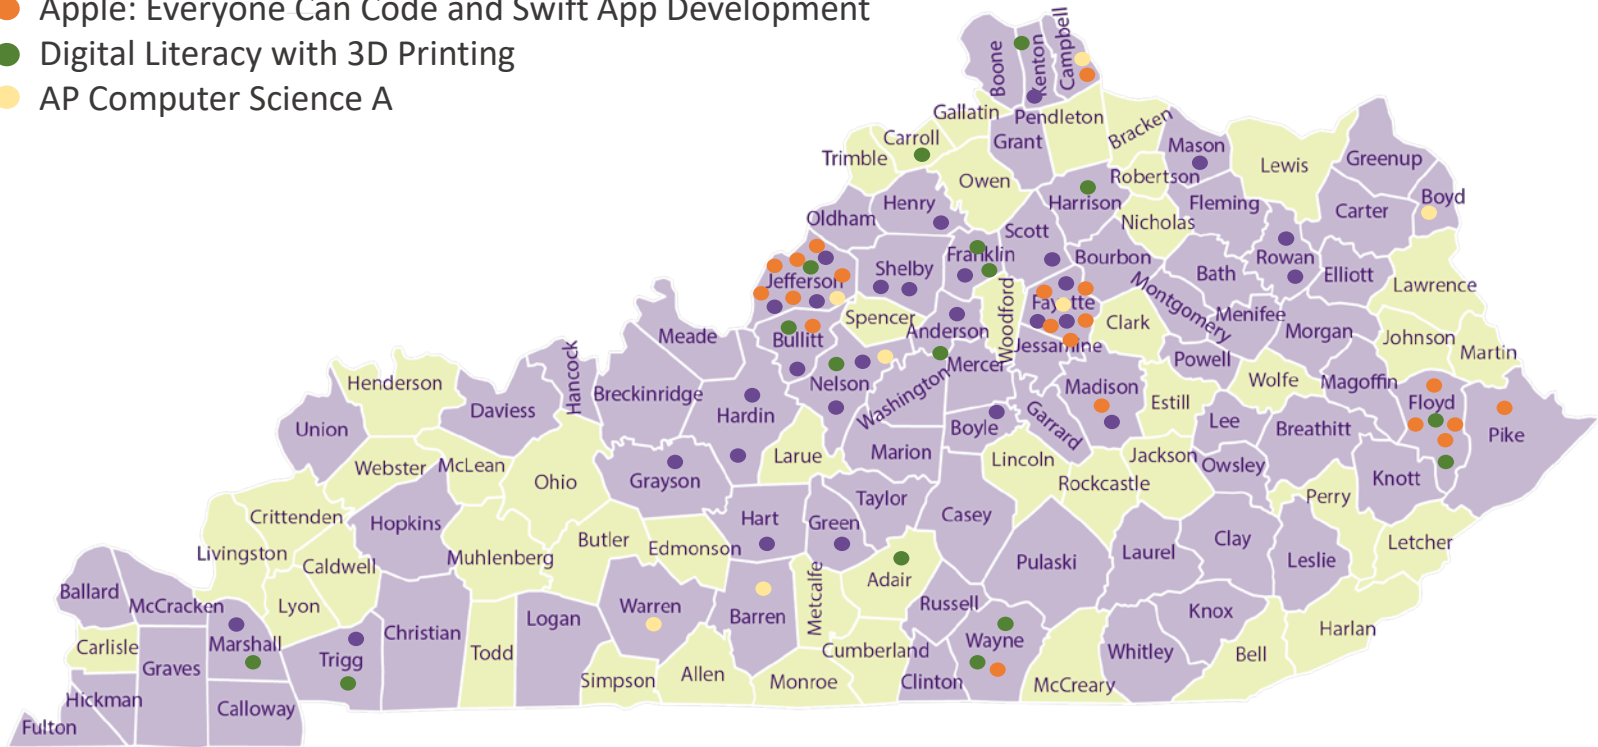 Apple: Everyone Can Code and Swift App Development
Digital Literacy with 3D Printing
AP Computer Science A
Boone
Kenton
Campbell
Gallatin
Pendleton
Carroll
Grant
Bracken
Trimble
Mason
Owen
Robertson
Lewis
Greenup
Henry
Harrison
Fleming
Boyd
Oldham
Nicholas
Carter
Scott
Franklin
Bourbon
Rowan
Shelby
Bath
Elliott
Jefferson
Woodford
Fayette
Montgomery
Lawrence
Spencer
Anderson
Clark
Menifee
Morgan
Bullitt
Meade
Jessamine
Johnson
Martin
Mercer
Powell
Hancock
Henderson
Breckinridge
Nelson
Washington
Madison
Wolfe
Magoffin
Daviess
Hardin
Estill
Floyd
Union
Boyle
Garrard
Lee
Breathitt
Pike
Webster
McLean
Larue
Marion
Lincoln
Jackson
Owsley
Ohio
Grayson
Rockcastle
Knott
Taylor
Perry
Crittenden
Hopkins
Hart
Green
Casey
Livingston
Caldwell
Muhlenberg
Butler
Edmonson
Pulaski
Laurel
Clay
Leslie
Letcher
Ballard
McCracken
Lyon
Warren
Barren
Metcalfe
Adair
Russell
Knox
Carlisle
Marshall
Christian
Logan
Wayne
Harlan
Graves
Trigg
Todd
Cumberland
Whitley
Bell
Simpson
Allen
Monroe
Clinton
McCreary
Hickman
Calloway
Fulton